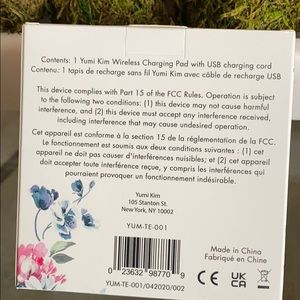 Contents: 1 Yumi Kim Wireless Charging Pad with USB charging cord
Contenu: 1 tapis de recharge sans fil Yumi Kim avec câble de recharge USB
This device complies with Part 15 of the FCC Rules. Operation is subject
to the following two conditions: (1) this device may not cause harmful
interference, and (2) this device must accept any interference received,
including interference that may cause undesired operation.
Cet appareil est conforme à la section 15 de la réglementation de la FCC.
Le fonctionnement est soumis aux deux conditions suivantes: (1) cet
appareil ne doit pas causer d'interférences nuisibles; et (2) cet appareil
doit accepter toute interférence reçue, y compris les interférences qui
pourraient provoquer un fonctionnement indésirable.
Yumi Kim
105 Stanton St.
New York, NY 10002
YUM-TE-001
0 23632 98770 9
YUM-TE-001/042020/002
Made in China
Fabriqué en Chine
CE UK CA